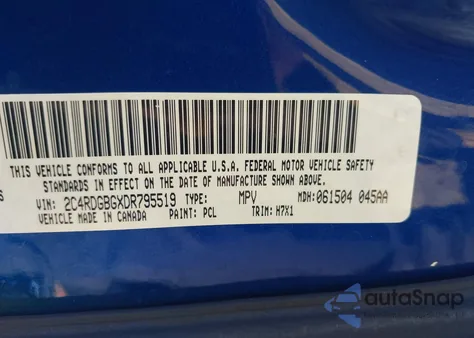 THIS VEHICLE CONFORMS TO ALL APPLICABLE U.S.A. FEDERAL MOTOR VEHICLE SAFETY
S STANDARDS IN EFFECT ON THE DATE OF MANUFACTURE SHOWN ABOVE.
VIN: 2C4RDGBGXDR795519 TYPE: MPV MDH: 061504 045AA
VEHICLE MADE IN CANADA PAINT: PCL TRIM: H7X1
autoSnap